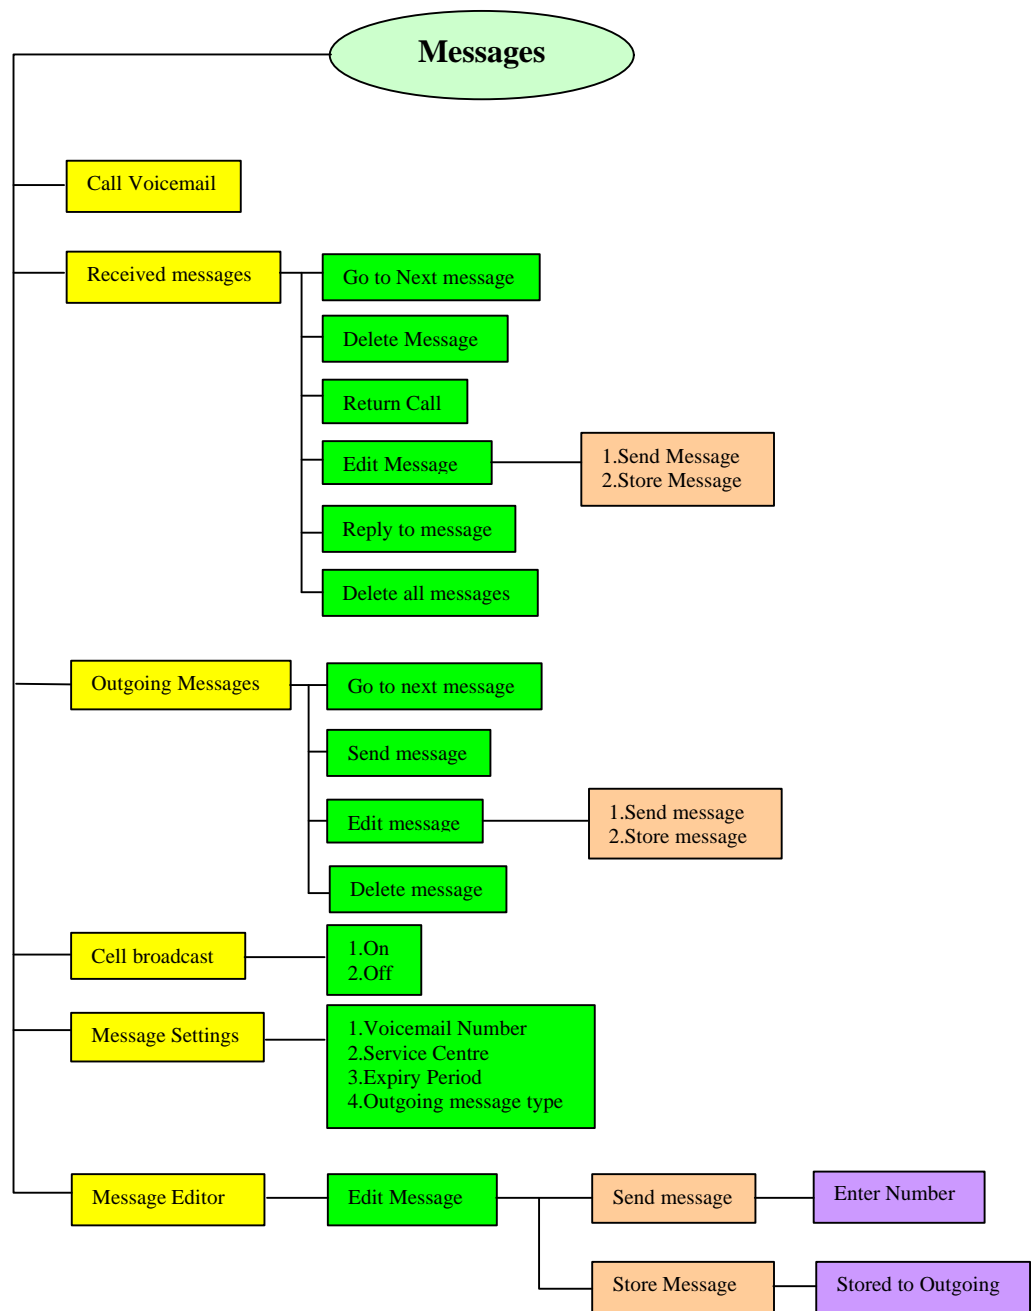 Messages
Call Voicemail
Received messages
Go to Next message
Delete Message
Return Call
Edit Message
1.Send Message
2.Store Message
Reply to message
Delete all messages
Outgoing Messages
Go to next message
Send message
Edit message
1.Send message
2.Store message
Delete message
Cell broadcast
1.On
2.Off
Message Settings
1.Voicemail Number
2.Service Centre
3.Expiry Period
4.Outgoing message type
Message Editor
Edit Message
Send message
Enter Number
Store Message
Stored to Outgoing